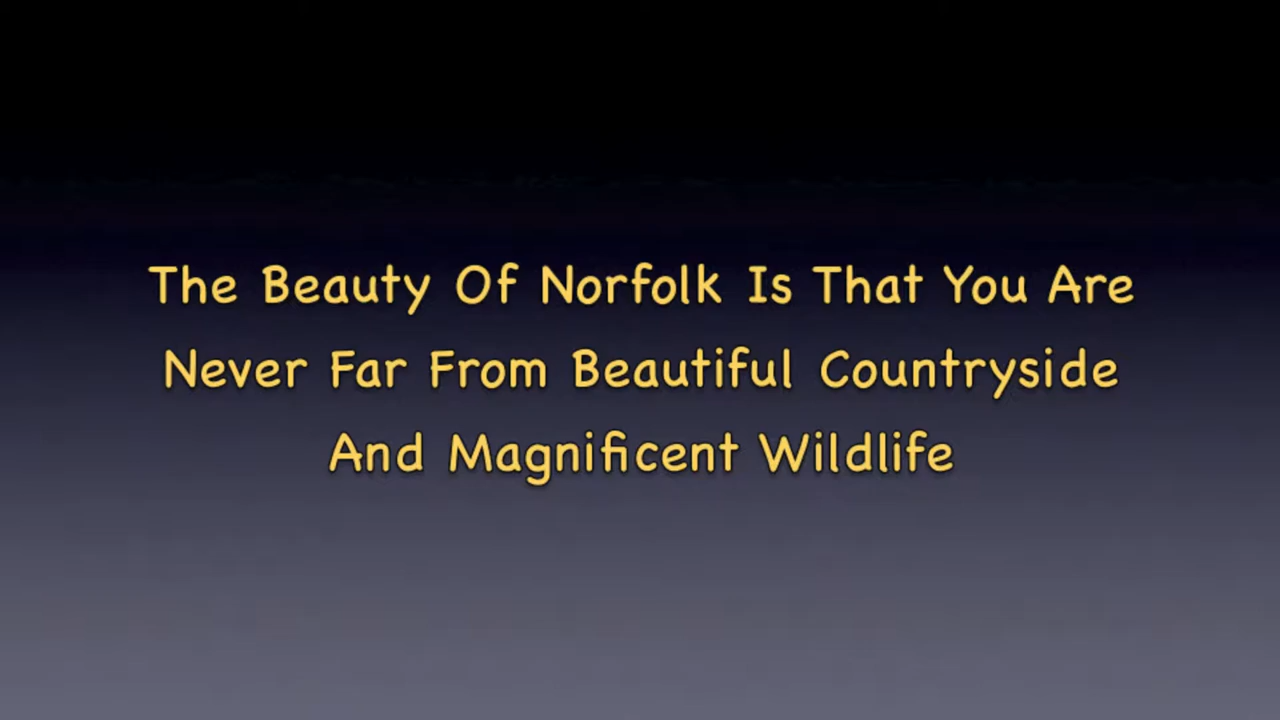 The Beauty Of Norfolk Is That You Are
Never Far From Beautiful Countryside
And Magnificent Wildlife